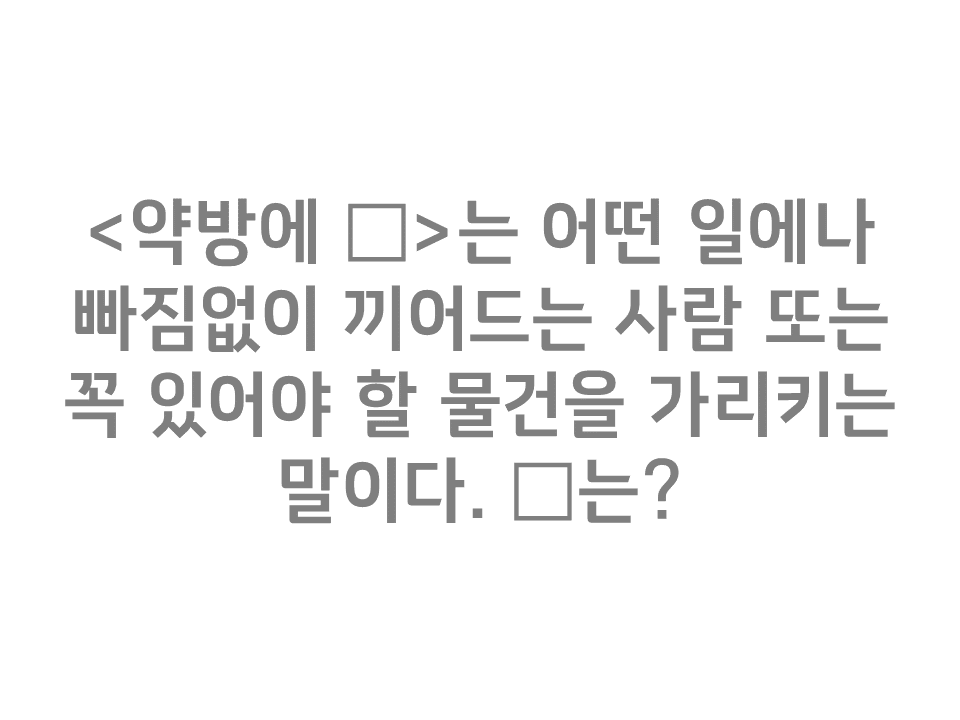 <약방에 □>는 어떤 일에나
빠짐없이 끼어드는 사람 또는
꼭 있어야 할 물건을 가리키는
말이다. □는?